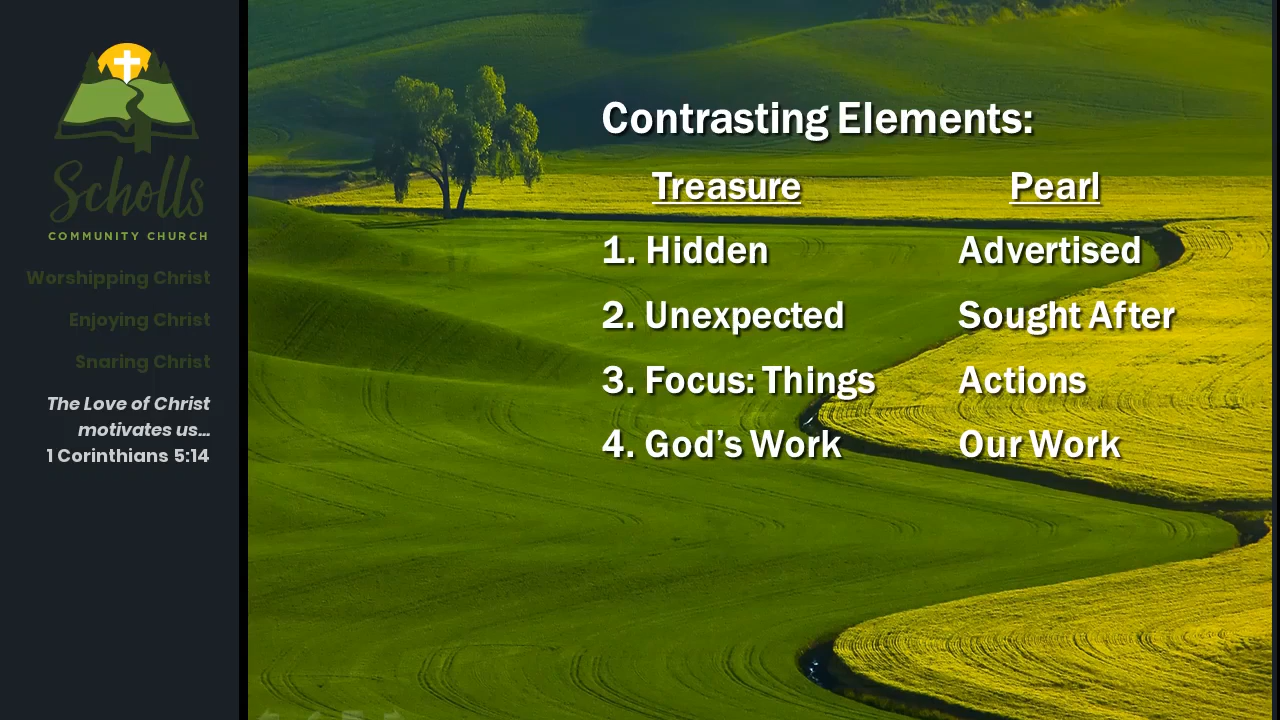 Scholls
COMMUNITY CHURCH
Worshipping Christ
Enjoying Christ
Snaring Christ
The Love of Christ
motivates us...
1 Corinthians 5:14
Contrasting Elements:
Treasure Pearl
1. Hidden Advertised
2. Unexpected Sought After
3. Focus: Things Actions
4. God’s Work Our Work